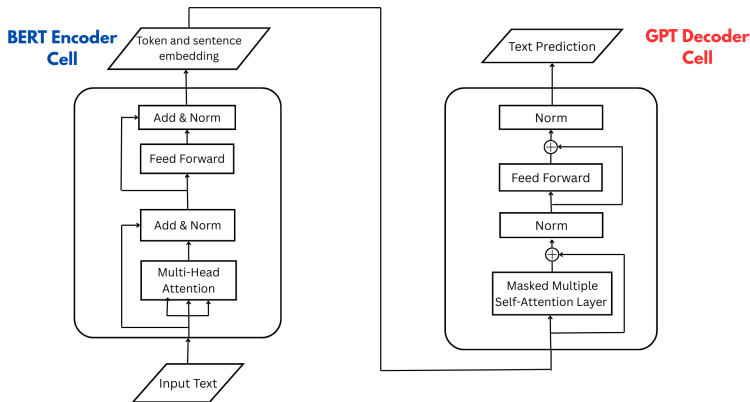 BERT Encoder
Cell
Token and sentence
embedding
Add & Norm
Feed Forward
Add & Norm
Multi-Head
Attention
Input Text
Text Prediction
GPT Decoder
Cell
Norm
Feed Forward
Norm
Masked Multiple
Self-Attention Layer